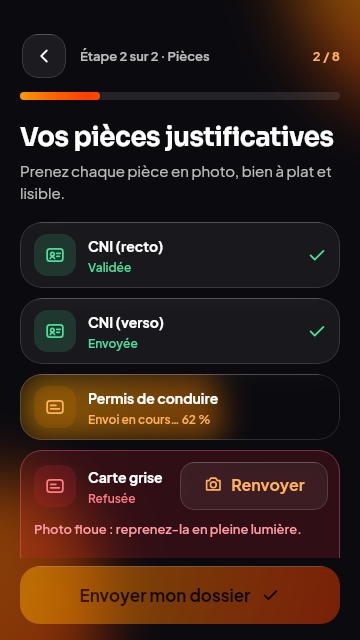 Étape 2 sur 2 · Pièces
2 / 8
Vos pièces justificatives
Prenez chaque pièce en photo, bien à plat et
lisible.
CNI (recto)
Validée
CNI (verso)
Envoyée
Permis de conduire
Envoi en cours… 62 %
Carte grise
Refusée
Renvoyer
Photo floue : reprenez-la en pleine lumière.
Envoyer mon dossier